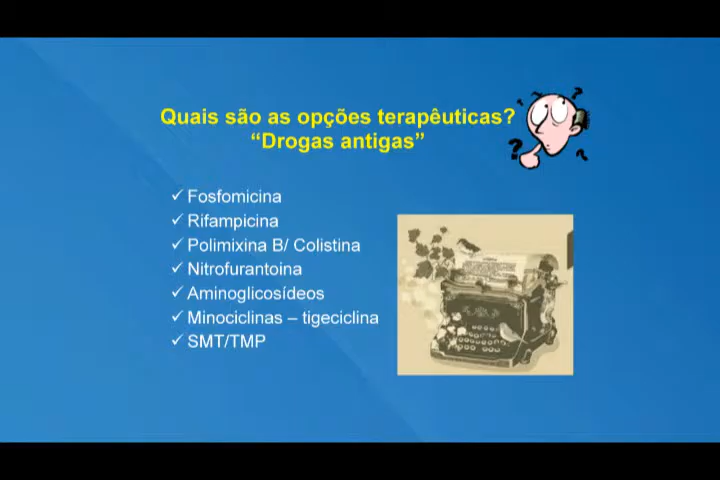 Quais são as opções terapêuticas?
“Drogas antigas”
Fosfomicina
Rifampicina
Polimixina B/ Colistina
Nitrofurantoina
Aminoglicosídeos
Minociclinas – tigeciclina
SMT/TMP